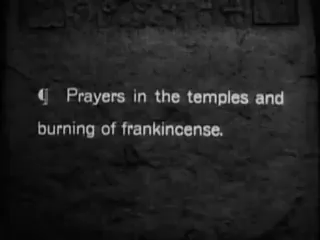 ¶ Prayers in the temples and
burning of frankincense.